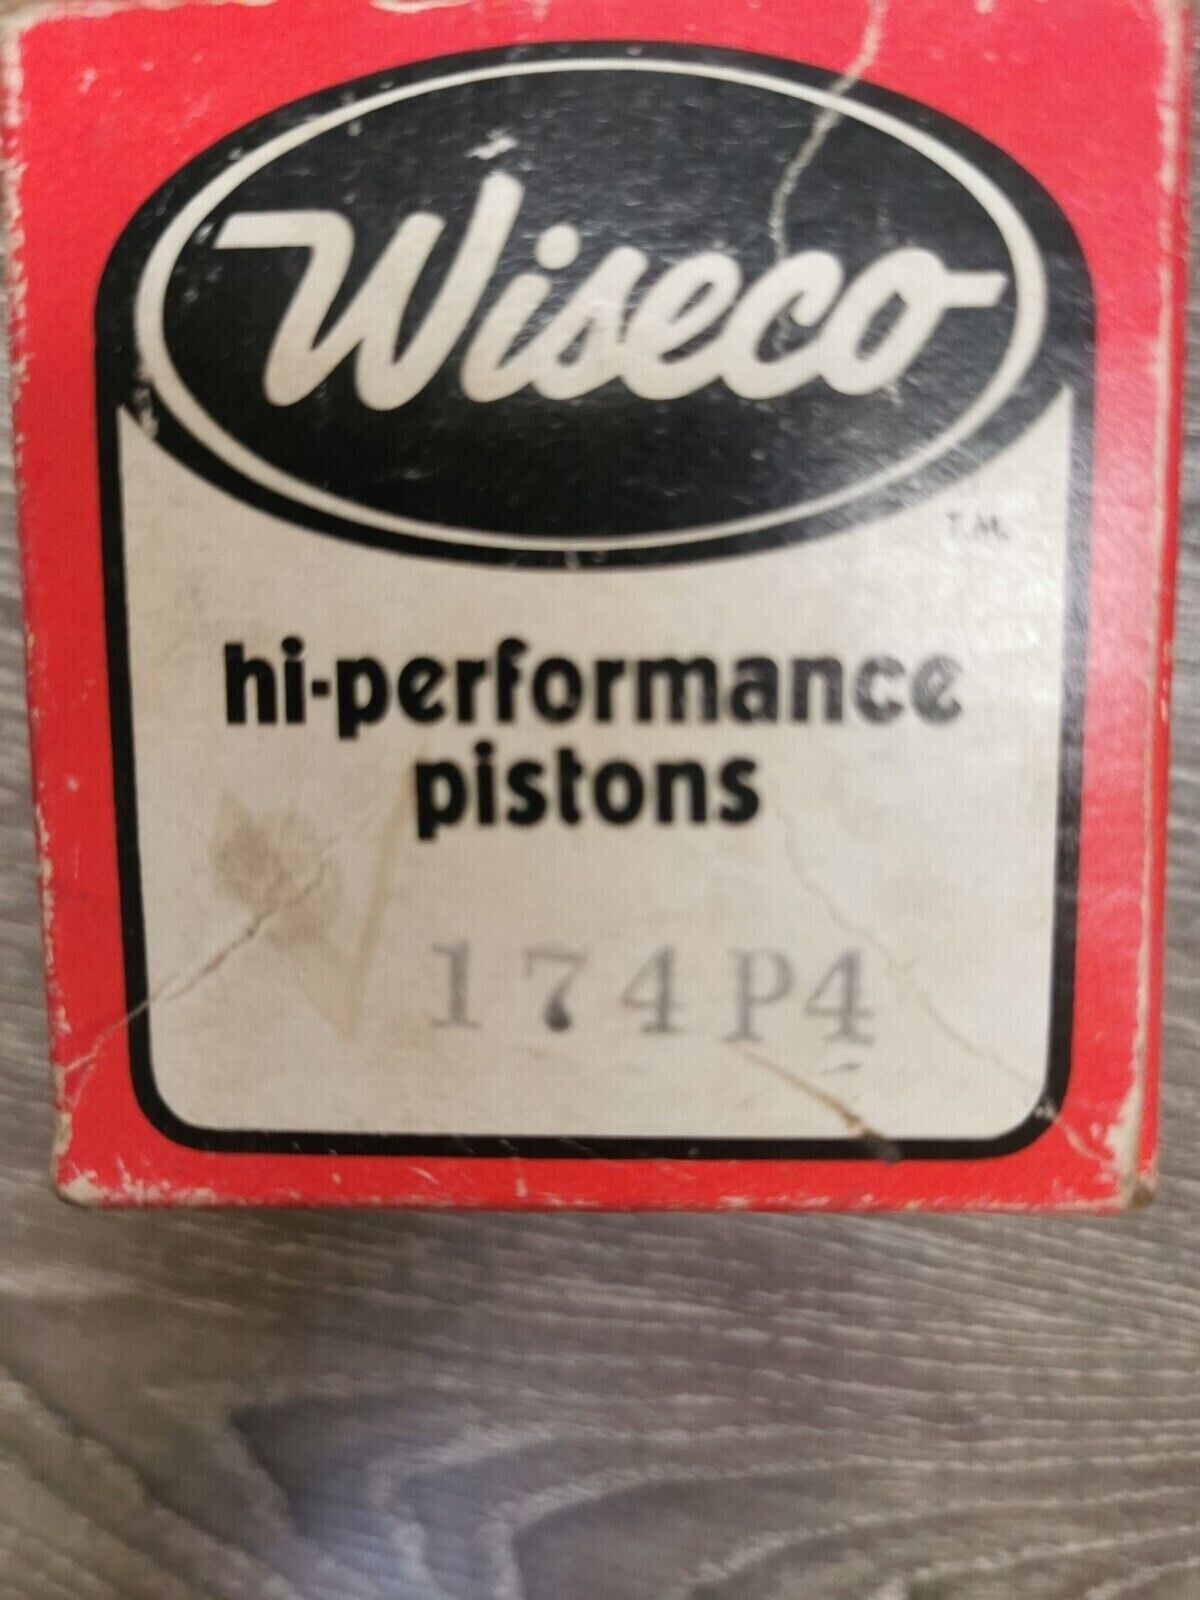 Wiseco
T.M.
hi-performance
pistons
174P4